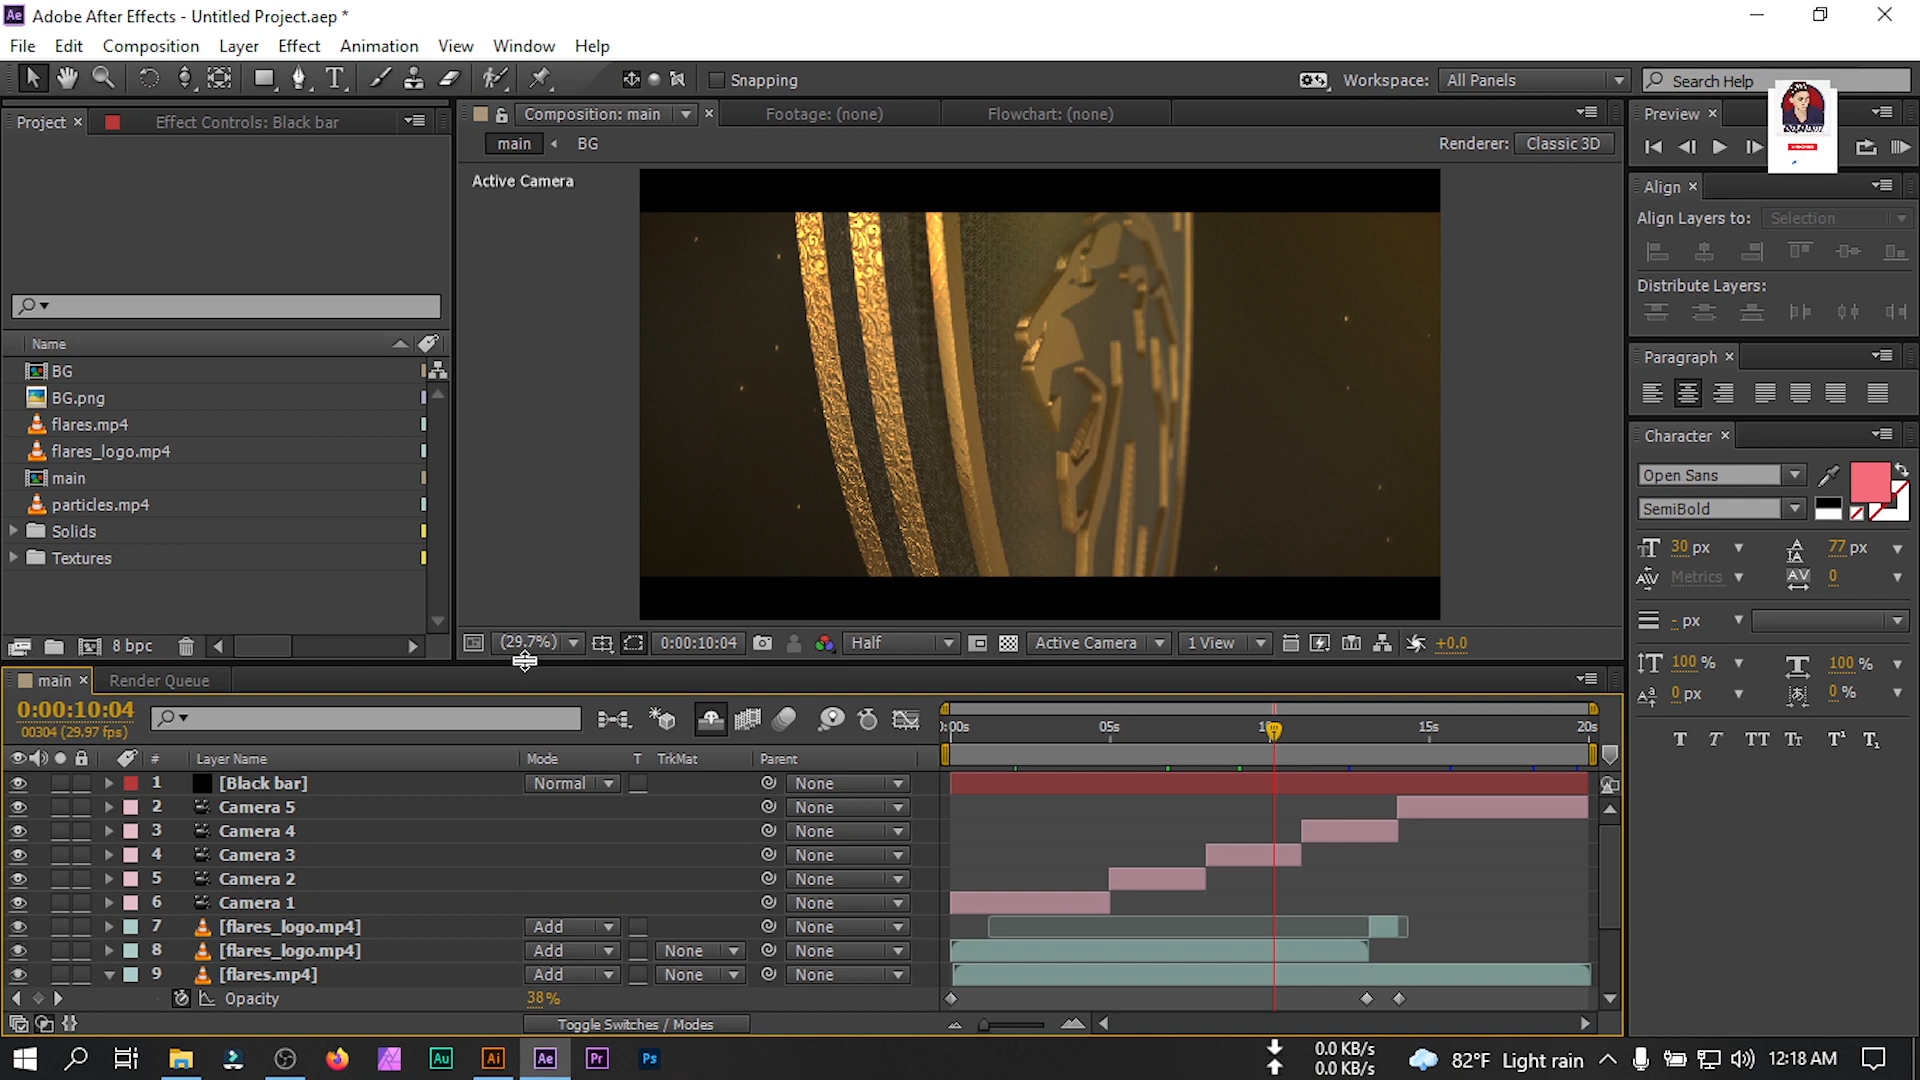 Adobe After Effects - Untitled Project.aep *
File Edit Composition Layer Effect Animation View Window Help
Snapping
Workspace: All Panels
Search Help
Project × Effect Controls: Black bar
Composition: main × Footage: (none) Flowchart: (none)
Preview ×
main BG
Renderer: Classic 3D
Active Camera
Align ×
Align Layers to: Selection
Distribute Layers:
Paragraph ×
Character ×
Name
BG
BG.png
flares.mp4
flares_logo.mp4
main
particles.mp4
Solids
Textures
Open Sans
SemiBold
30 px 77 px
Metrics 0
- px
100 % 100 %
0 px 0 %
8 bpc
(29.7%) 0:00:10:04 Half Active Camera 1 View +0.0
main × Render Queue
0:00:10:04
00304 (29.97 fps)
):00s 05s 15s 20s
# Layer Name Mode T TrkMat Parent
1 [Black bar] Normal None
2 Camera 5 None
3 Camera 4 None
4 Camera 3 None
5 Camera 2 None
6 Camera 1 None
7 [flares_logo.mp4] Add None
8 [flares_logo.mp4] Add None None
9 [flares.mp4] Add None None
Opacity 38%
Toggle Switches / Modes
Au Ai Ae Pr Ps
0.0 KB/s
0.0 KB/s
82°F Light rain 12:18 AM